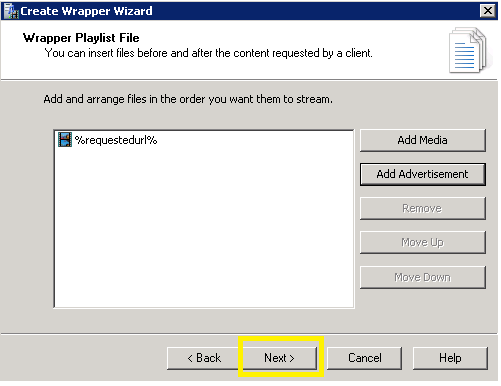 Create Wrapper Wizard
Wrapper Playlist File
You can insert files before and after the content requested by a client.
Add and arrange files in the order you want them to stream.
%requestedurl%
Add Media
Add Advertisement
Remove
Move Up
Move Down
< Back
Next >
Cancel
Help